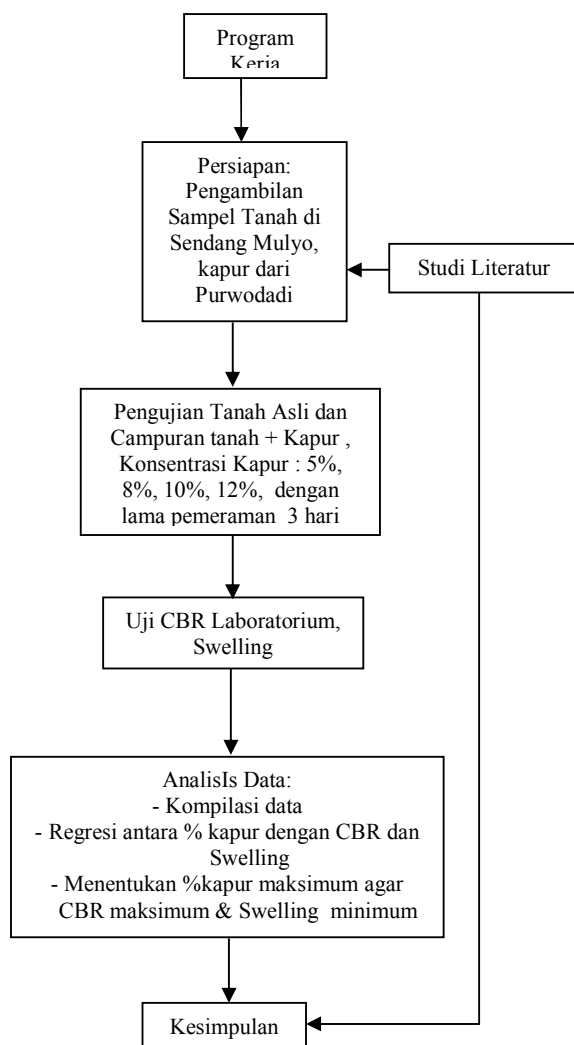 Program
Kerja
Persiapan:
Pengambilan
Sampel Tanah di
Sendang Mulyo,
kapur dari
Purwodadi
Studi Literatur
Pengujian Tanah Asli dan
Campuran tanah + Kapur ,
Konsentrasi Kapur : 5%,
8%, 10%, 12%, dengan
lama pemeraman 3 hari
Uji CBR Laboratorium,
Swelling
AnalisIs Data:
- Kompilasi data
- Regresi antara % kapur dengan CBR dan
Swelling
- Menentukan %kapur maksimum agar
CBR maksimum & Swelling minimum
Kesimpulan